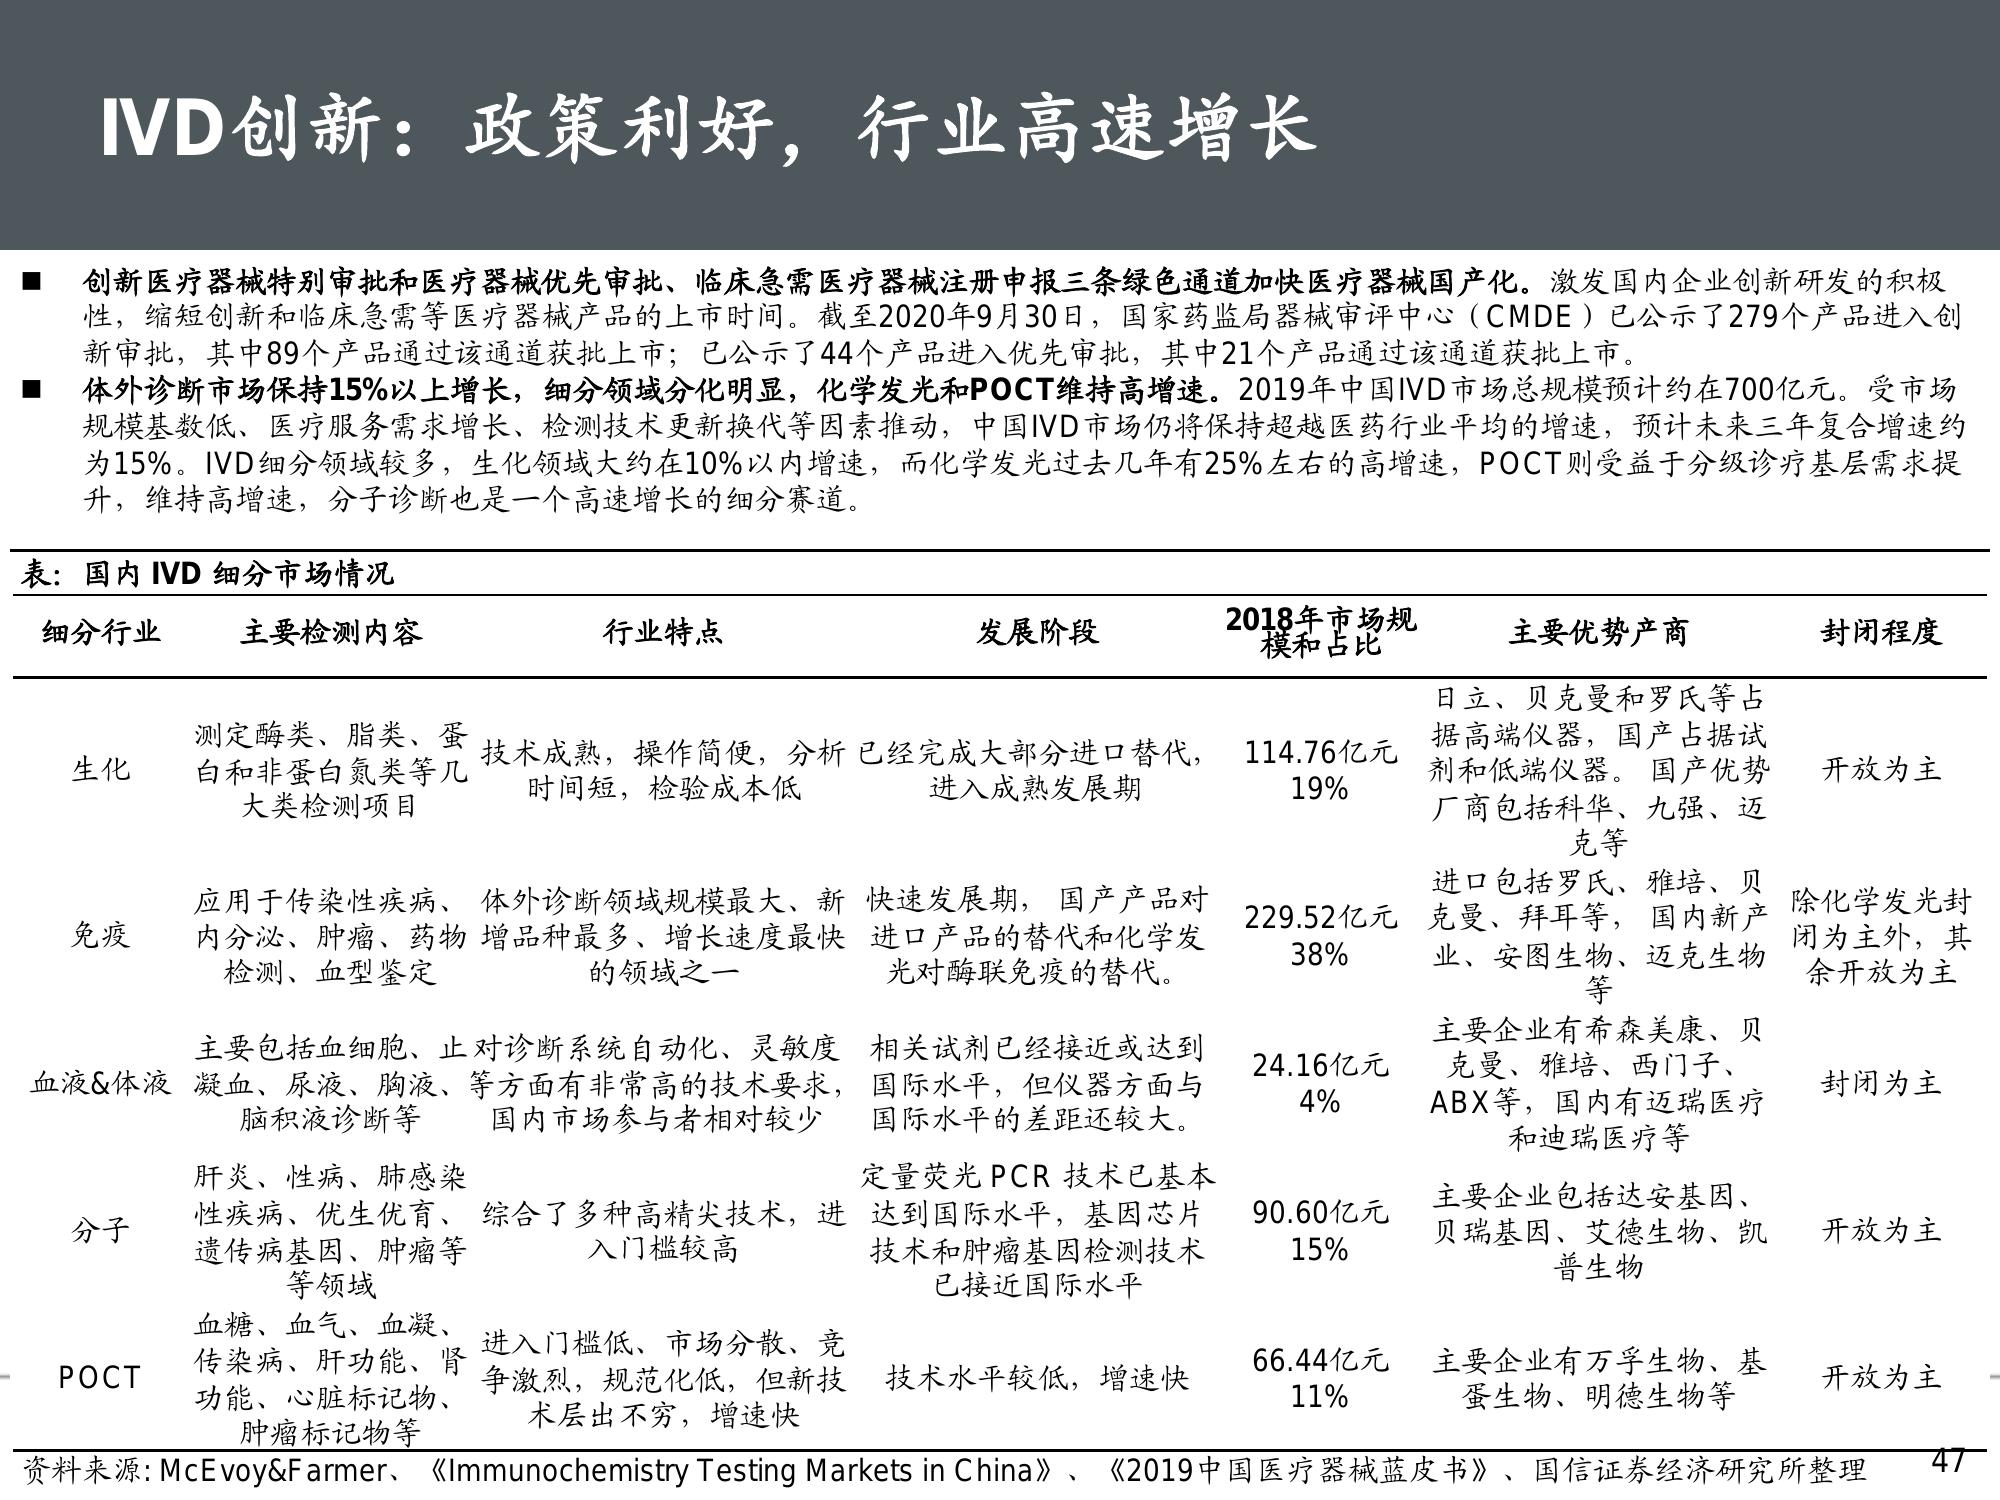 IVD创新：政策利好，行业高速增长
■ 创新医疗器械特别审批和医疗器械优先审批、临床急需医疗器械注册申报三条绿色通道加快医疗器械国产化。激发国内企业创新研发的积极
性，缩短创新和临床急需等医疗器械产品的上市时间。截至2020年9月30日，国家药监局器械审评中心（CMDE）已公示了279个产品进入创
新审批，其中89个产品通过该通道获批上市；已公示了44个产品进入优先审批，其中21个产品通过该通道获批上市。
■ 体外诊断市场保持15%以上增长，细分领域分化明显，化学发光和POCT维持高增速。2019年中国IVD市场总规模预计约在700亿元。受市场
规模基数低、医疗服务需求增长、检测技术更新换代等因素推动，中国IVD市场仍将保持超越医药行业平均的增速，预计未来三年复合增速约
为15%。IVD细分领域较多，生化领域大约在10%以内增速，而化学发光过去几年有25%左右的高增速，POCT则受益于分级诊疗基层需求提
升，维持高增速，分子诊断也是一个高速增长的细分赛道。
表：国内 IVD 细分市场情况
细分行业
主要检测内容
行业特点
发展阶段
2018年市场规
模和占比
主要优势产商
封闭程度
生化
测定酶类、脂类、蛋
白和非蛋白氮类等几
大类检测项目
技术成熟，操作简便，分析
时间短，检验成本低
已经完成大部分进口替代，
进入成熟发展期
114.76亿元
19%
日立、贝克曼和罗氏等占
据高端仪器，国产占据试
剂和低端仪器。 国产优势
厂商包括科华、九强、迈
克等
开放为主
免疫
应用于传染性疾病、
内分泌、肿瘤、药物
检测、血型鉴定
体外诊断领域规模最大、新
增品种最多、增长速度最快
的领域之一
快速发展期， 国产产品对
进口产品的替代和化学发
光对酶联免疫的替代。
229.52亿元
38%
进口包括罗氏、雅培、贝
克曼、拜耳等， 国内新产
业、安图生物、迈克生物
等
除化学发光封
闭为主外，其
余开放为主
血液&体液
主要包括血细胞、止
凝血、尿液、胸液、
脑积液诊断等
对诊断系统自动化、灵敏度
等方面有非常高的技术要求，
国内市场参与者相对较少
相关试剂已经接近或达到
国际水平，但仪器方面与
国际水平的差距还较大。
24.16亿元
4%
主要企业有希森美康、贝
克曼、雅培、西门子、
ABX等，国内有迈瑞医疗
和迪瑞医疗等
封闭为主
分子
肝炎、性病、肺感染
性疾病、优生优育、
遗传病基因、肿瘤等
等领域
综合了多种高精尖技术，进
入门槛较高
定量荧光 PCR 技术已基本
达到国际水平，基因芯片
技术和肿瘤基因检测技术
已接近国际水平
90.60亿元
15%
主要企业包括达安基因、
贝瑞基因、艾德生物、凯
普生物
开放为主
POCT
血糖、血气、血凝、
传染病、肝功能、肾
功能、心脏标记物、
肿瘤标记物等
进入门槛低、市场分散、竞
争激烈，规范化低，但新技
术层出不穷，增速快
技术水平较低，增速快
66.44亿元
11%
主要企业有万孚生物、基
蛋生物、明德生物等
开放为主
资料来源: McEvoy&Farmer、《Immunochemistry Testing Markets in China》、《2019中国医疗器械蓝皮书》、国信证券经济研究所整理
47